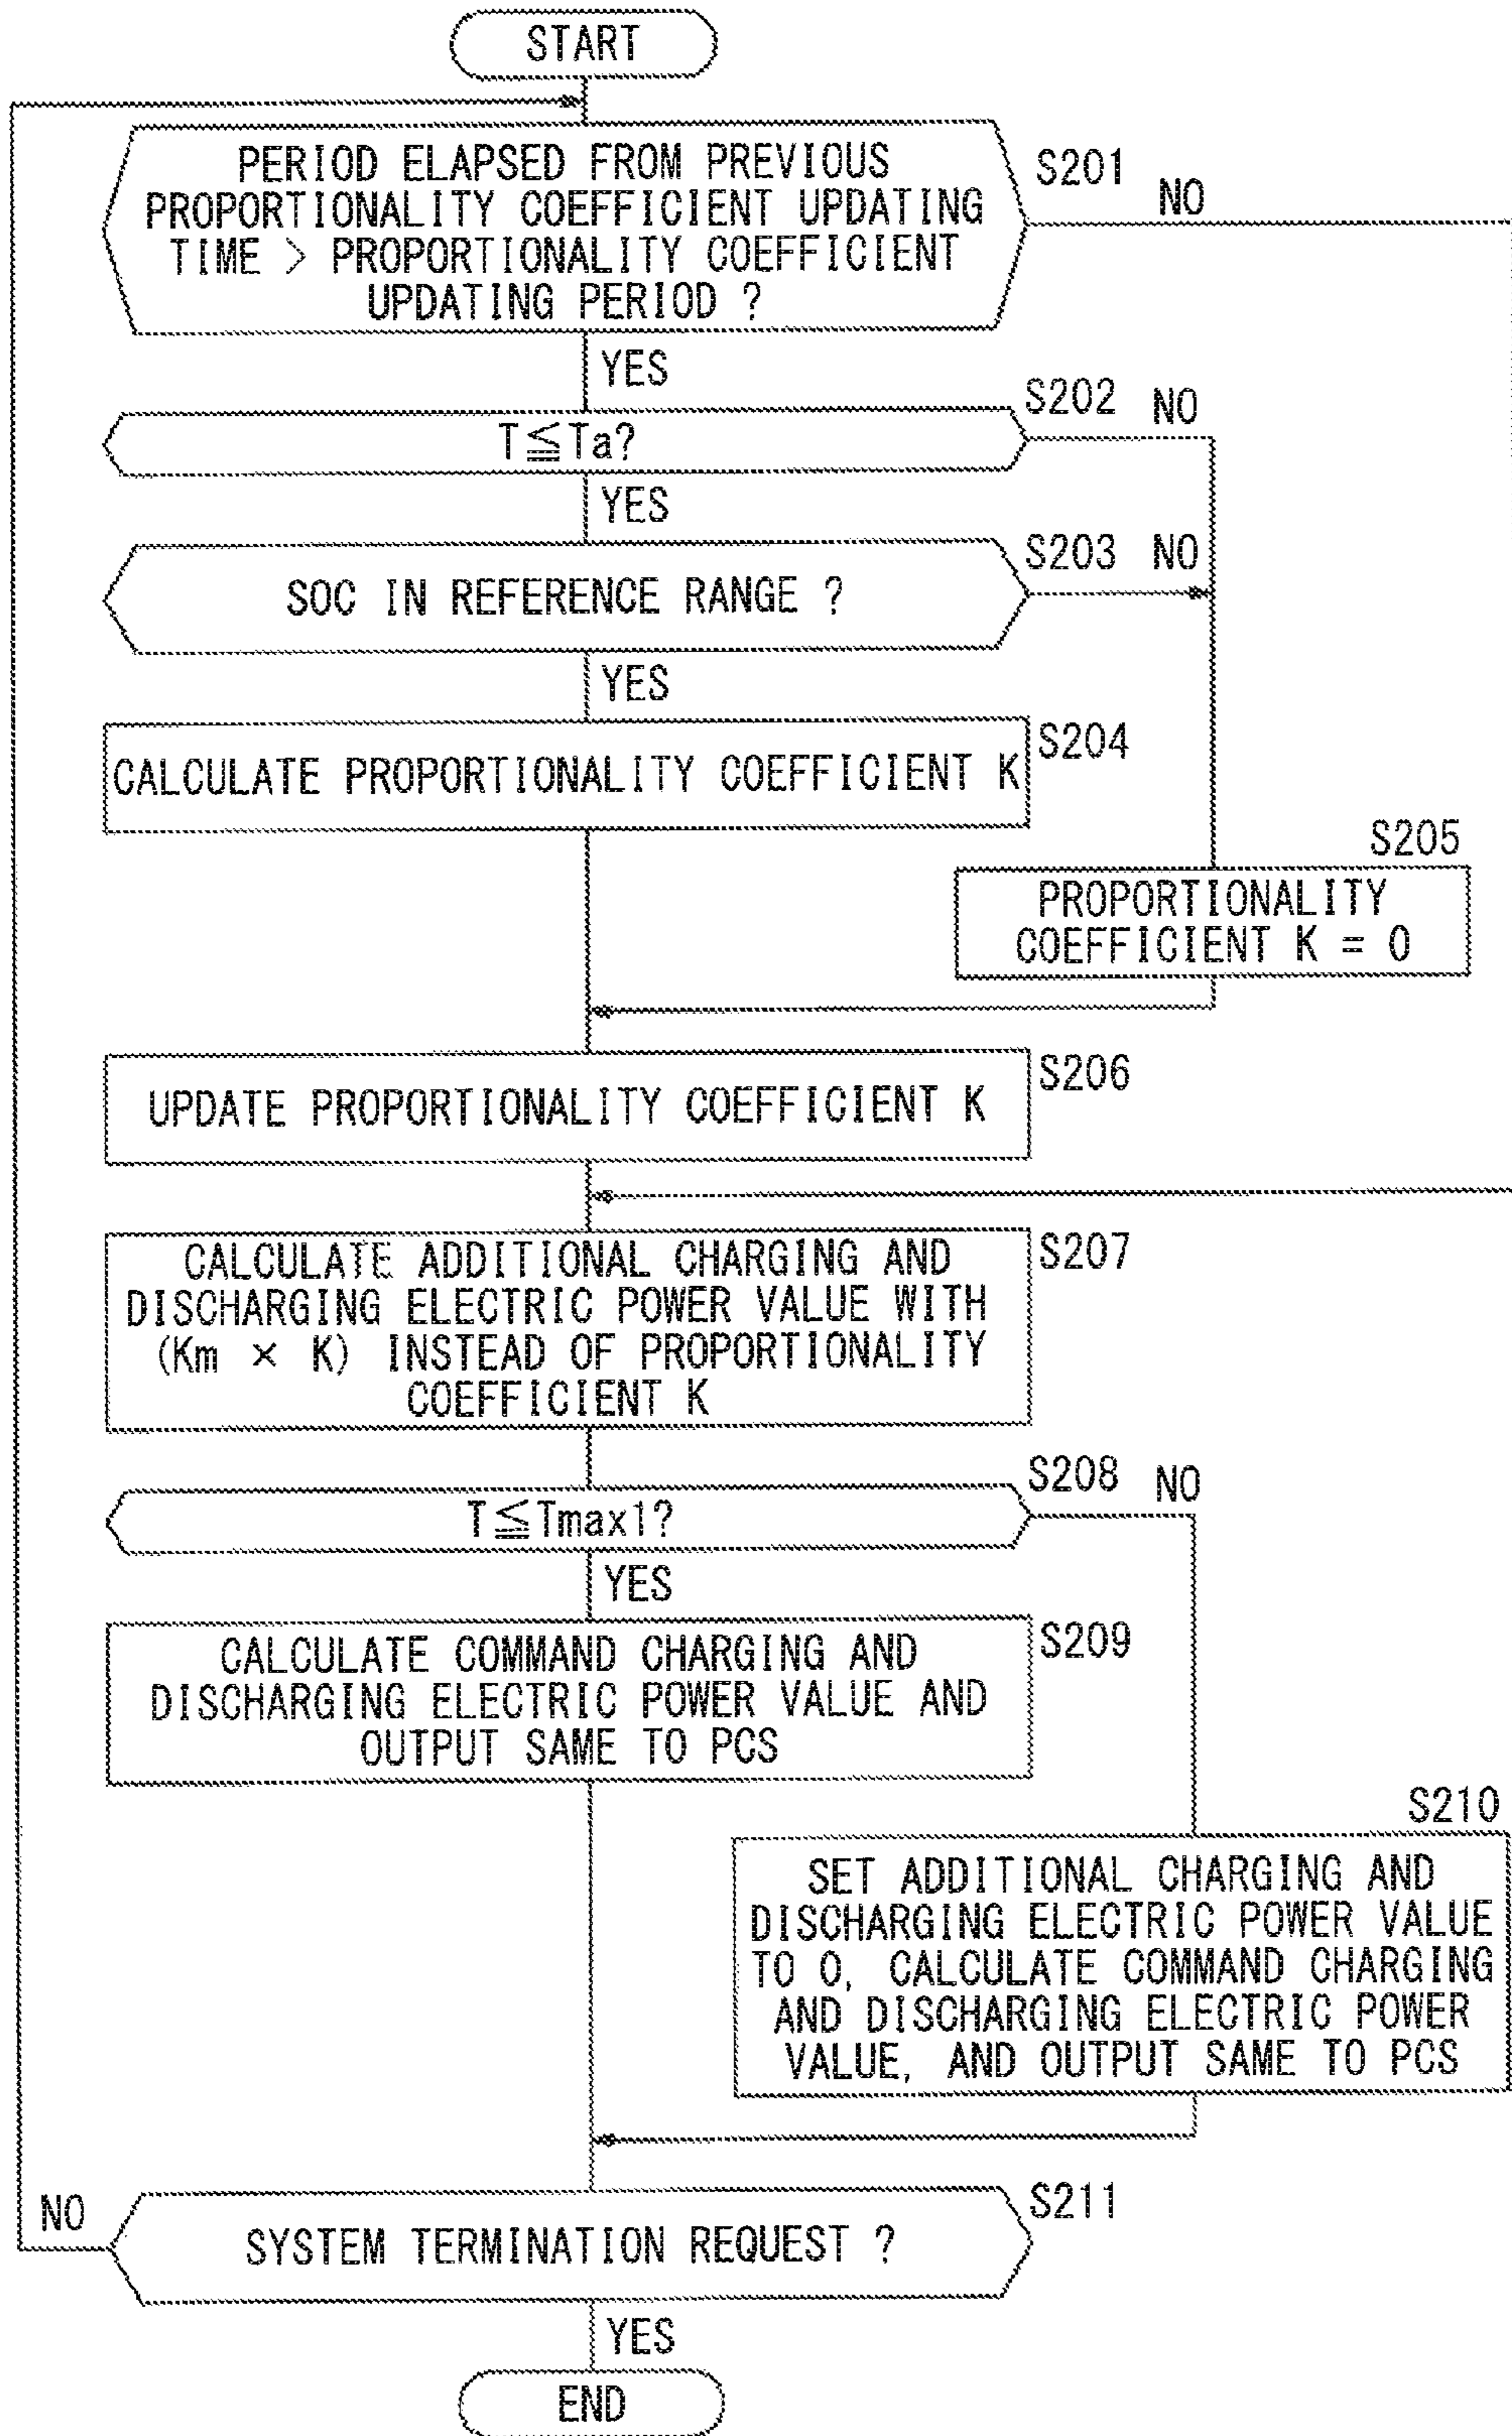 START
PERIOD ELAPSED FROM PREVIOUS
PROPORTIONALITY COEFFICIENT UPDATING
TIME > PROPORTIONALITY COEFFICIENT
UPDATING PERIOD ?
S201
NO
YES
S202
NO
T≦Ta?
YES
S203
NO
SOC IN REFERENCE RANGE ?
YES
S204
CALCULATE PROPORTIONALITY COEFFICIENT K
S205
PROPORTIONALITY
COEFFICIENT K = 0
S206
UPDATE PROPORTIONALITY COEFFICIENT K
S207
CALCULATE ADDITIONAL CHARGING AND
DISCHARGING ELECTRIC POWER VALUE WITH
(Km × K) INSTEAD OF PROPORTIONALITY
COEFFICIENT K
S208
NO
T≦Tmax1?
YES
S209
CALCULATE COMMAND CHARGING AND
DISCHARGING ELECTRIC POWER VALUE AND
OUTPUT SAME TO PCS
S210
SET ADDITIONAL CHARGING AND
DISCHARGING ELECTRIC POWER VALUE
TO 0, CALCULATE COMMAND CHARGING
AND DISCHARGING ELECTRIC POWER
VALUE, AND OUTPUT SAME TO PCS
S211
NO
SYSTEM TERMINATION REQUEST ?
YES
END